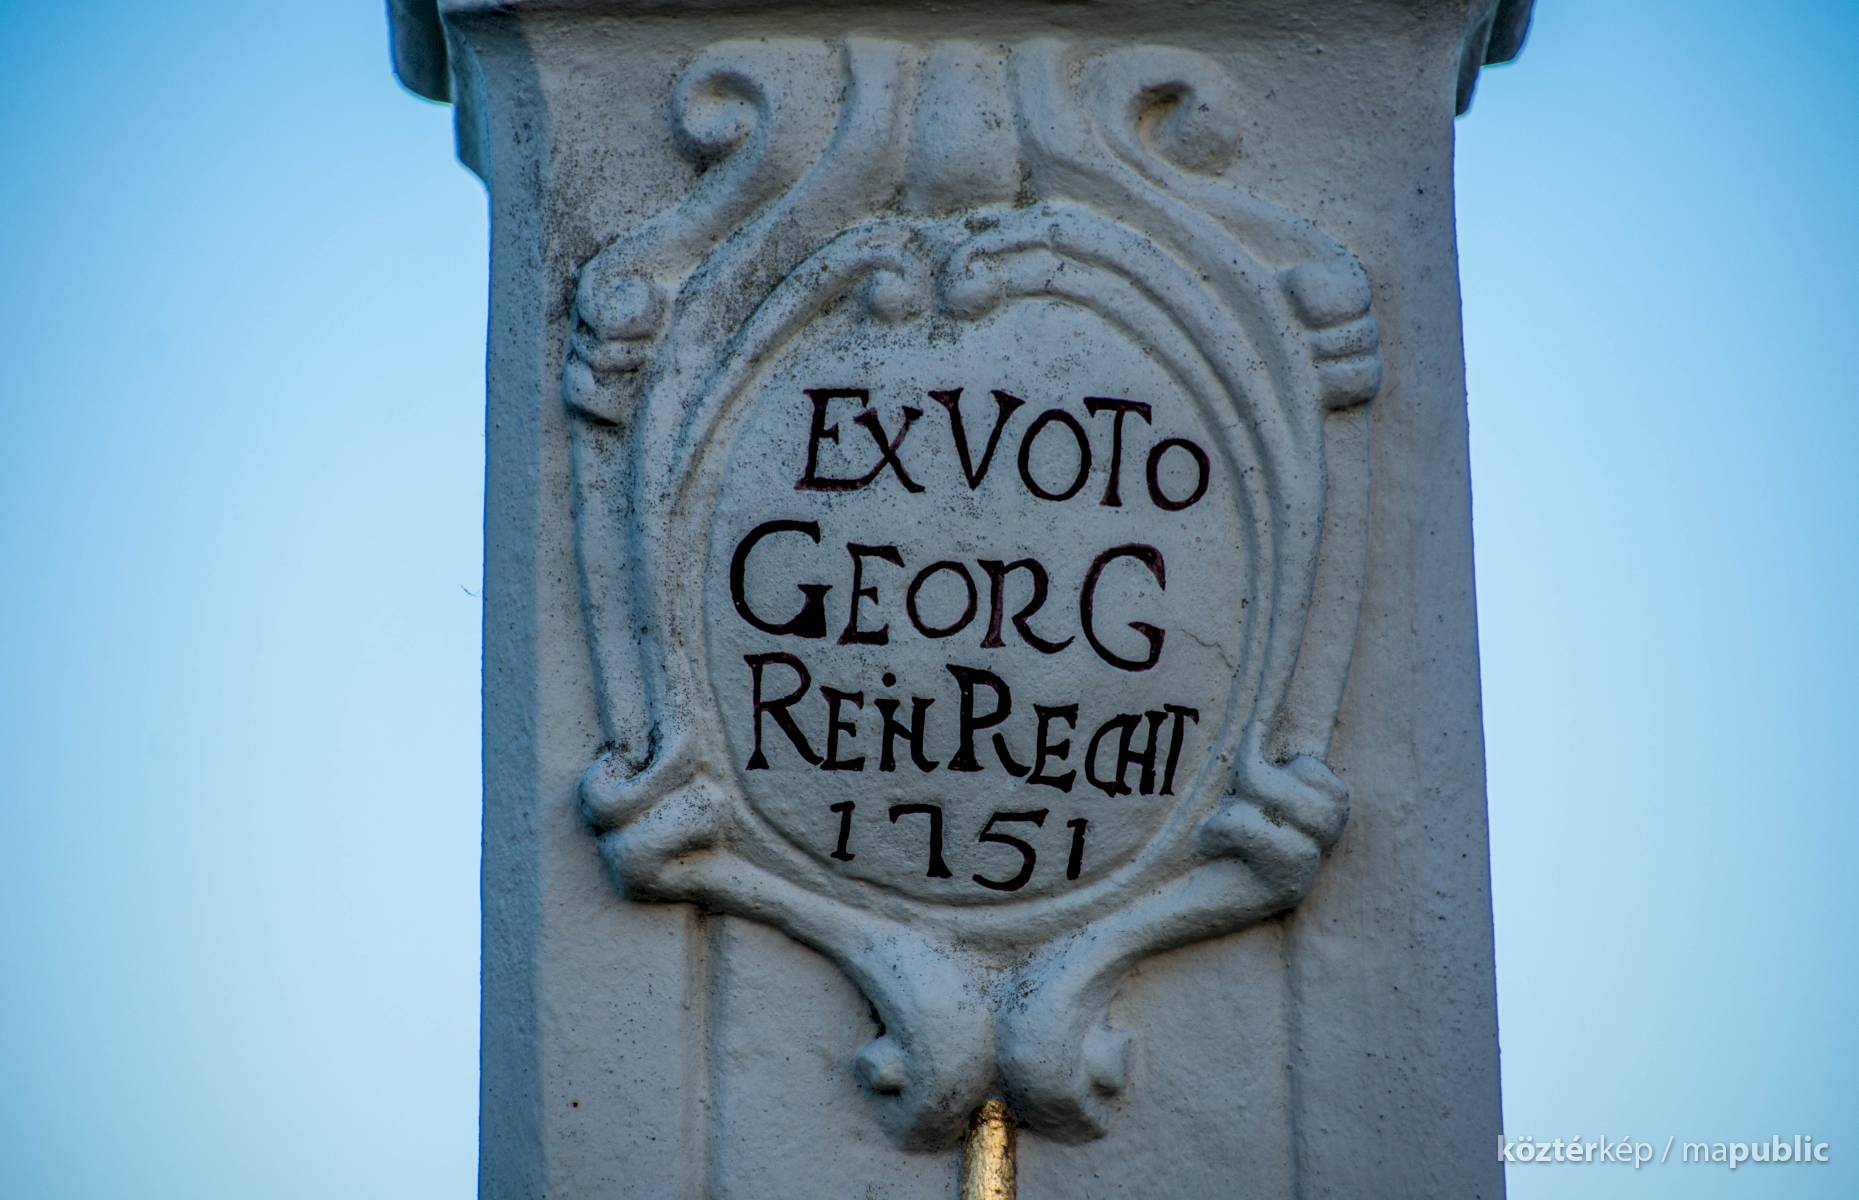 EX VOTO
GEORG
REiNRECHT
1751
köztérkép / mapublic